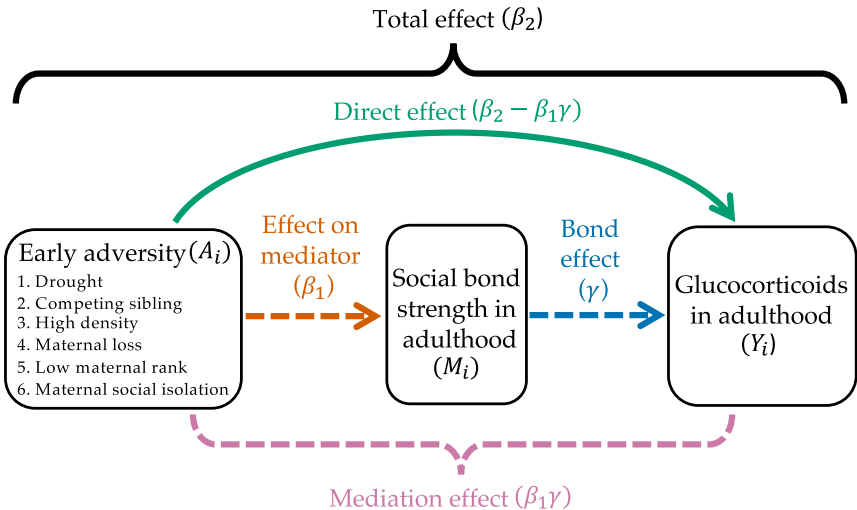 Total effect (β₂)
Direct effect (β₂ − β₁γ)
Early adversity (Aᵢ)
1. Drought
2. Competing sibling
3. High density
4. Maternal loss
5. Low maternal rank
6. Maternal social isolation
Effect on
mediator
(β₁)
Social bond
strength in
adulthood
(Mᵢ)
Bond
effect
(γ)
Glucocorticoids
in adulthood
(Yᵢ)
Mediation effect (β₁γ)